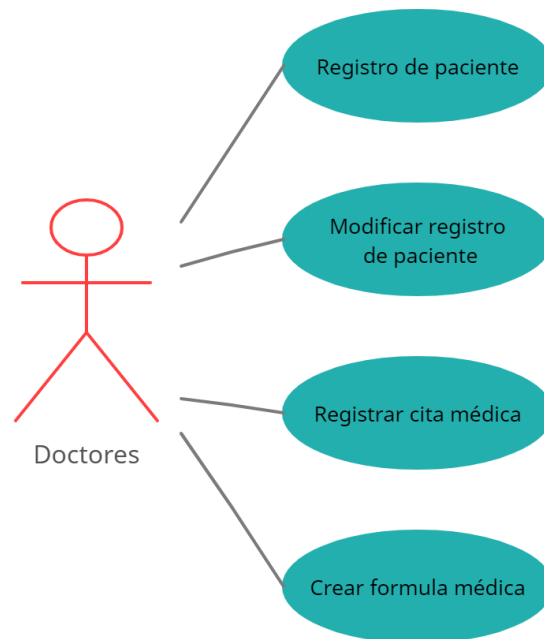 Registro de paciente
Modificar registro
de paciente
Registrar cita médica
Doctores
Crear formula médica